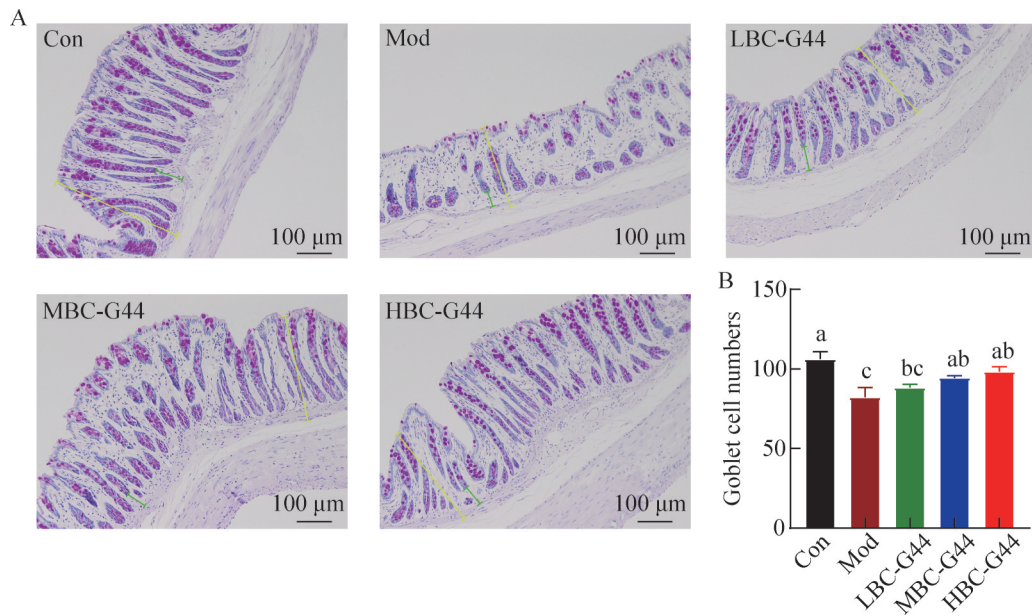 A
Con
100 μm
Mod
100 μm
LBC-G44
100 μm
MBC-G44
100 μm
HBC-G44
100 μm
B
Goblet cell numbers
150
100
50
0
a
c
bc
ab
ab
Con
Mod
LBC-G44
MBC-G44
HBC-G44